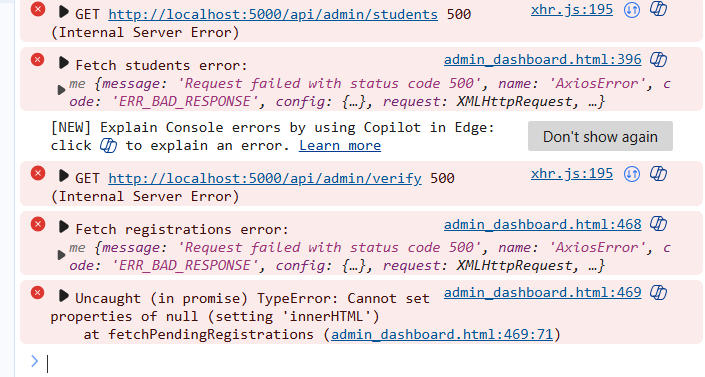 GET http://localhost:5000/api/admin/students 500 xhr.js:195
(Internal Server Error)
Fetch students error: admin_dashboard.html:396
me {message: 'Request failed with status code 500', name: 'AxiosError', c
ode: 'ERR_BAD_RESPONSE', config: {…}, request: XMLHttpRequest, …}
[NEW] Explain Console errors by using Copilot in Edge:
click to explain an error. Learn more
Don't show again
GET http://localhost:5000/api/admin/verify 500 xhr.js:195
(Internal Server Error)
Fetch registrations error: admin_dashboard.html:468
me {message: 'Request failed with status code 500', name: 'AxiosError', c
ode: 'ERR_BAD_RESPONSE', config: {…}, request: XMLHttpRequest, …}
Uncaught (in promise) TypeError: Cannot set admin_dashboard.html:469
properties of null (setting 'innerHTML')
at fetchPendingRegistrations (admin_dashboard.html:469:71)